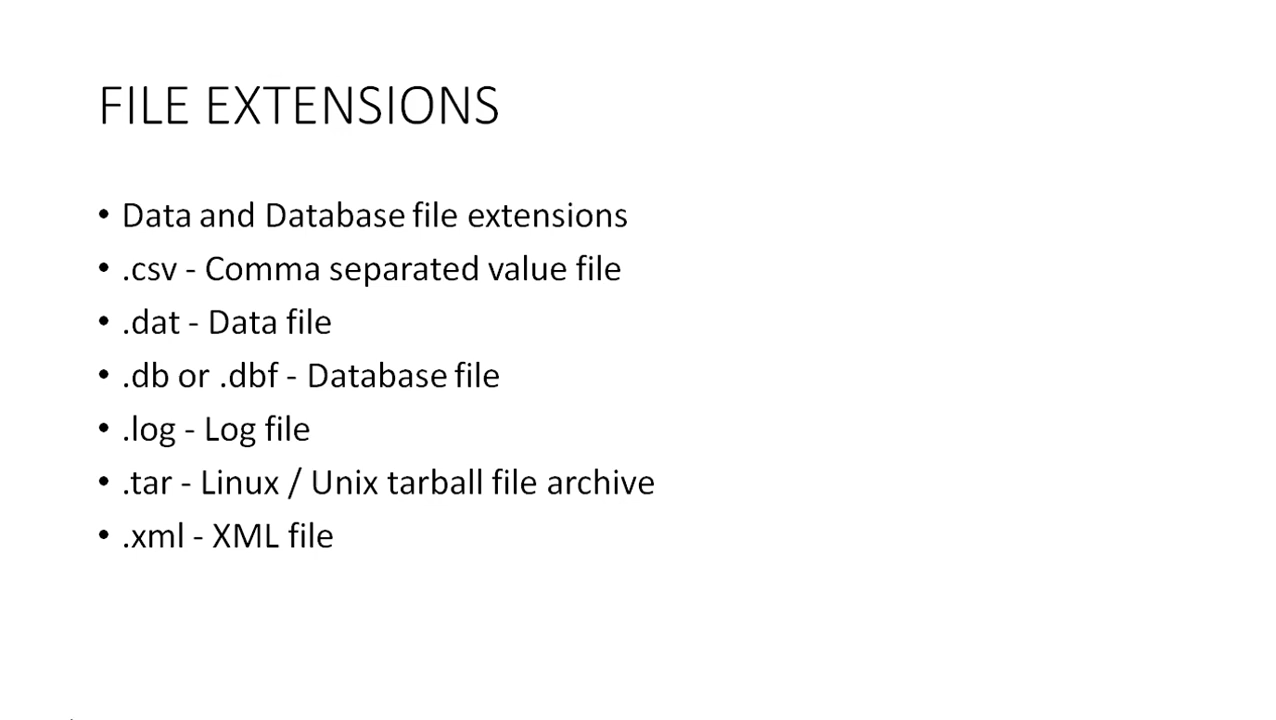 FILE EXTENSIONS
• Data and Database file extensions
• .csv - Comma separated value file
• .dat - Data file
• .db or .dbf - Database file
• .log - Log file
• .tar - Linux / Unix tarball file archive
• .xml - XML file